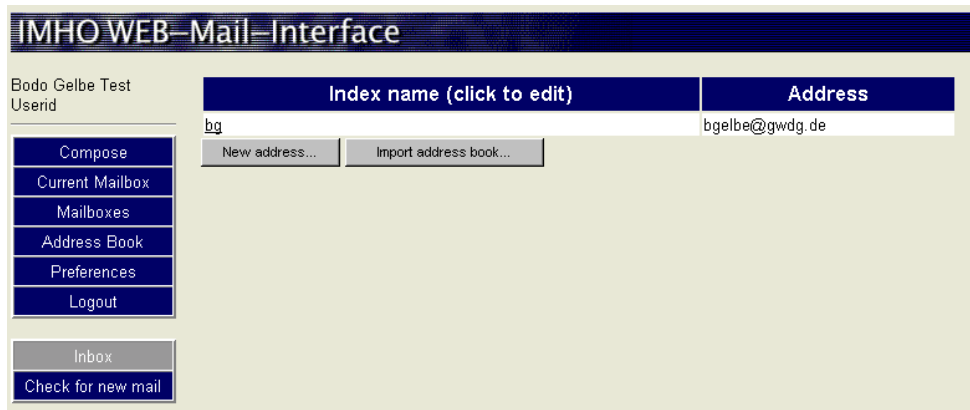 IMHO WEB–Mail–Interface
Bodo Gelbe Test
Userid
Index name (click to edit) Address
bg bgelbe@gwdg.de
New address... Import address book...
Compose
Current Mailbox
Mailboxes
Address Book
Preferences
Logout
Inbox
Check for new mail